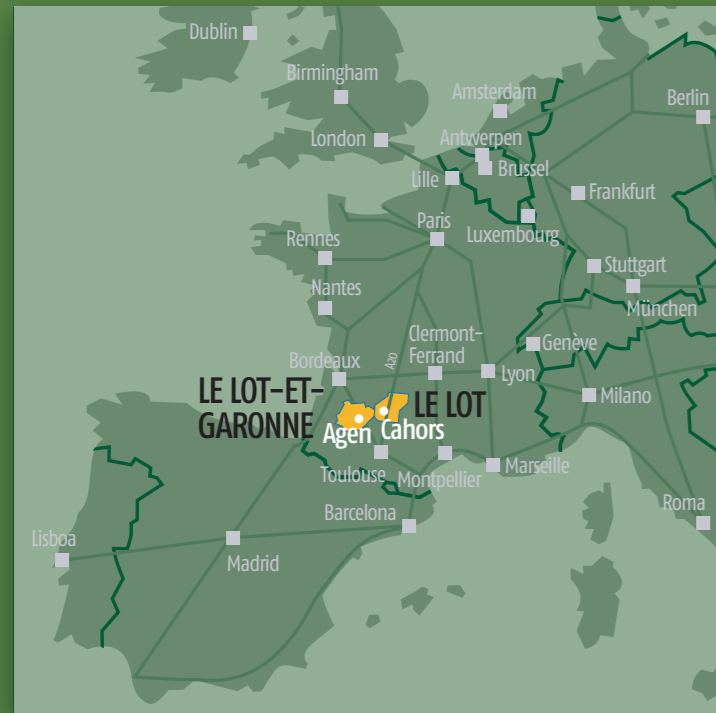 Dublin
Birmingham
Amsterdam
Berlin
London
Antwerpen
Brussel
Lille
Frankfurt
Paris
Luxembourg
Rennes
Stuttgart
Nantes
München
Clermont-
Ferrand
A20
Genève
Bordeaux
Lyon
Milano
LE LOT-ET-
GARONNE
LE LOT
Agen
Cahors
Toulouse
Montpellier
Marseille
Barcelona
Roma
Lisboa
Madrid